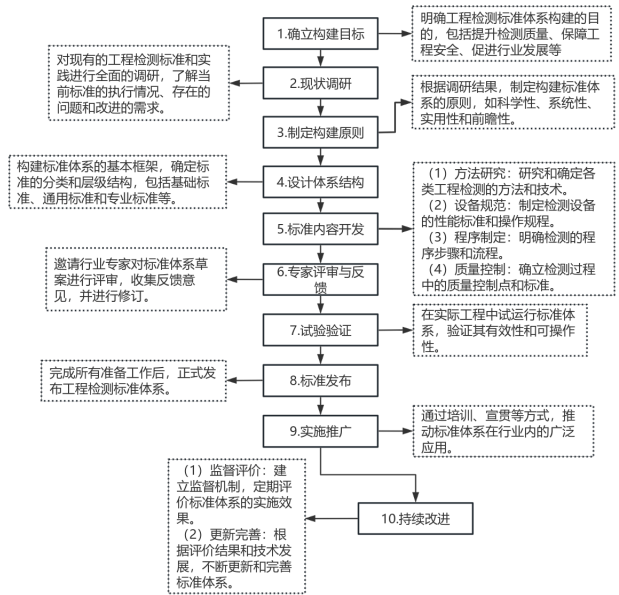 1.确立构建目标
明确工程检测标准体系构建的目
的，包括提升检测质量、保障工
程安全、促进行业发展等
2.现状调研
对现有的工程检测标准和实
践进行全面的调研，了解当
前标准的执行情况、存在的
问题和改进的需求。
3.制定构建原则
根据调研结果，制定构建标准体
系的原则，如科学性、系统性、
实用性和前瞻性。
4.设计体系结构
构建标准体系的基本框架，确定标
准的分类和层级结构，包括基础标
准、通用标准和专业标准等。
5.标准内容开发
（1）方法研究：研究和确定各
类工程检测的方法和技术。
（2）设备规范：制定检测设备
的性能标准和操作规程。
（3）程序制定：明确检测的程
序步骤和流程。
（4）质量控制：确立检测过程
中的质量控制点和标准。
6.专家评审与反
馈
邀请行业专家对标准体系草
案进行评审，收集反馈意
见，并进行修订。
7.试验验证
在实际工程中试运行标准体
系，验证其有效性和可操作
性。
8.标准发布
完成所有准备工作后，正式发
布工程检测标准体系。
9.实施推广
通过培训、宣贯等方式，推
动标准体系在行业内的广泛
应用。
10.持续改进
（1）监督评价：建
立监督机制，定期评
价标准体系的实施效
果。
（2）更新完善：根
据评价结果和技术发
展，不断更新和完善
标准体系。